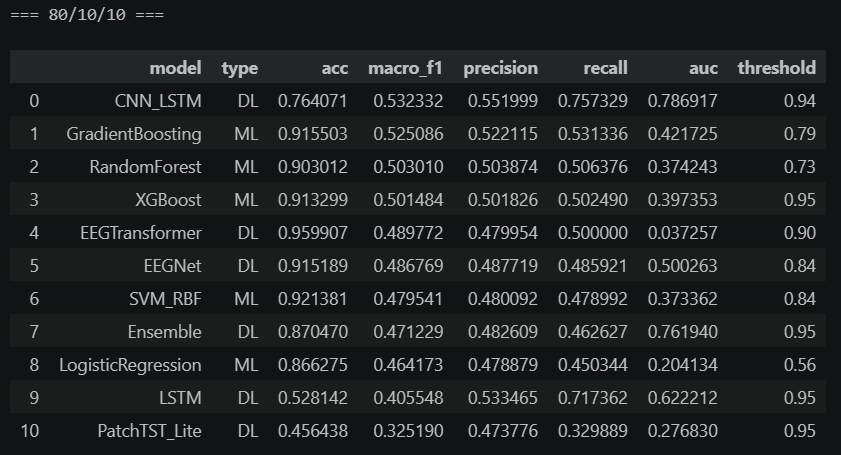 === 80/10/10 ===
model type acc macro_f1 precision recall auc threshold
0 CNN_LSTM DL 0.764071 0.532332 0.551999 0.757329 0.786917 0.94
1 GradientBoosting ML 0.915503 0.525086 0.522115 0.531336 0.421725 0.79
2 RandomForest ML 0.903012 0.503010 0.503874 0.506376 0.374243 0.73
3 XGBoost ML 0.913299 0.501484 0.501826 0.502490 0.397353 0.95
4 EEGTransformer DL 0.959907 0.489772 0.479954 0.500000 0.037257 0.90
5 EEGNet DL 0.915189 0.486769 0.487719 0.485921 0.500263 0.84
6 SVM_RBF ML 0.921381 0.479541 0.480092 0.478992 0.373362 0.84
7 Ensemble DL 0.870470 0.471229 0.482609 0.462627 0.761940 0.95
8 LogisticRegression ML 0.866275 0.464173 0.478879 0.450344 0.204134 0.56
9 LSTM DL 0.528142 0.405548 0.533465 0.717362 0.622212 0.95
10 PatchTST_Lite DL 0.456438 0.325190 0.473776 0.329889 0.276830 0.95